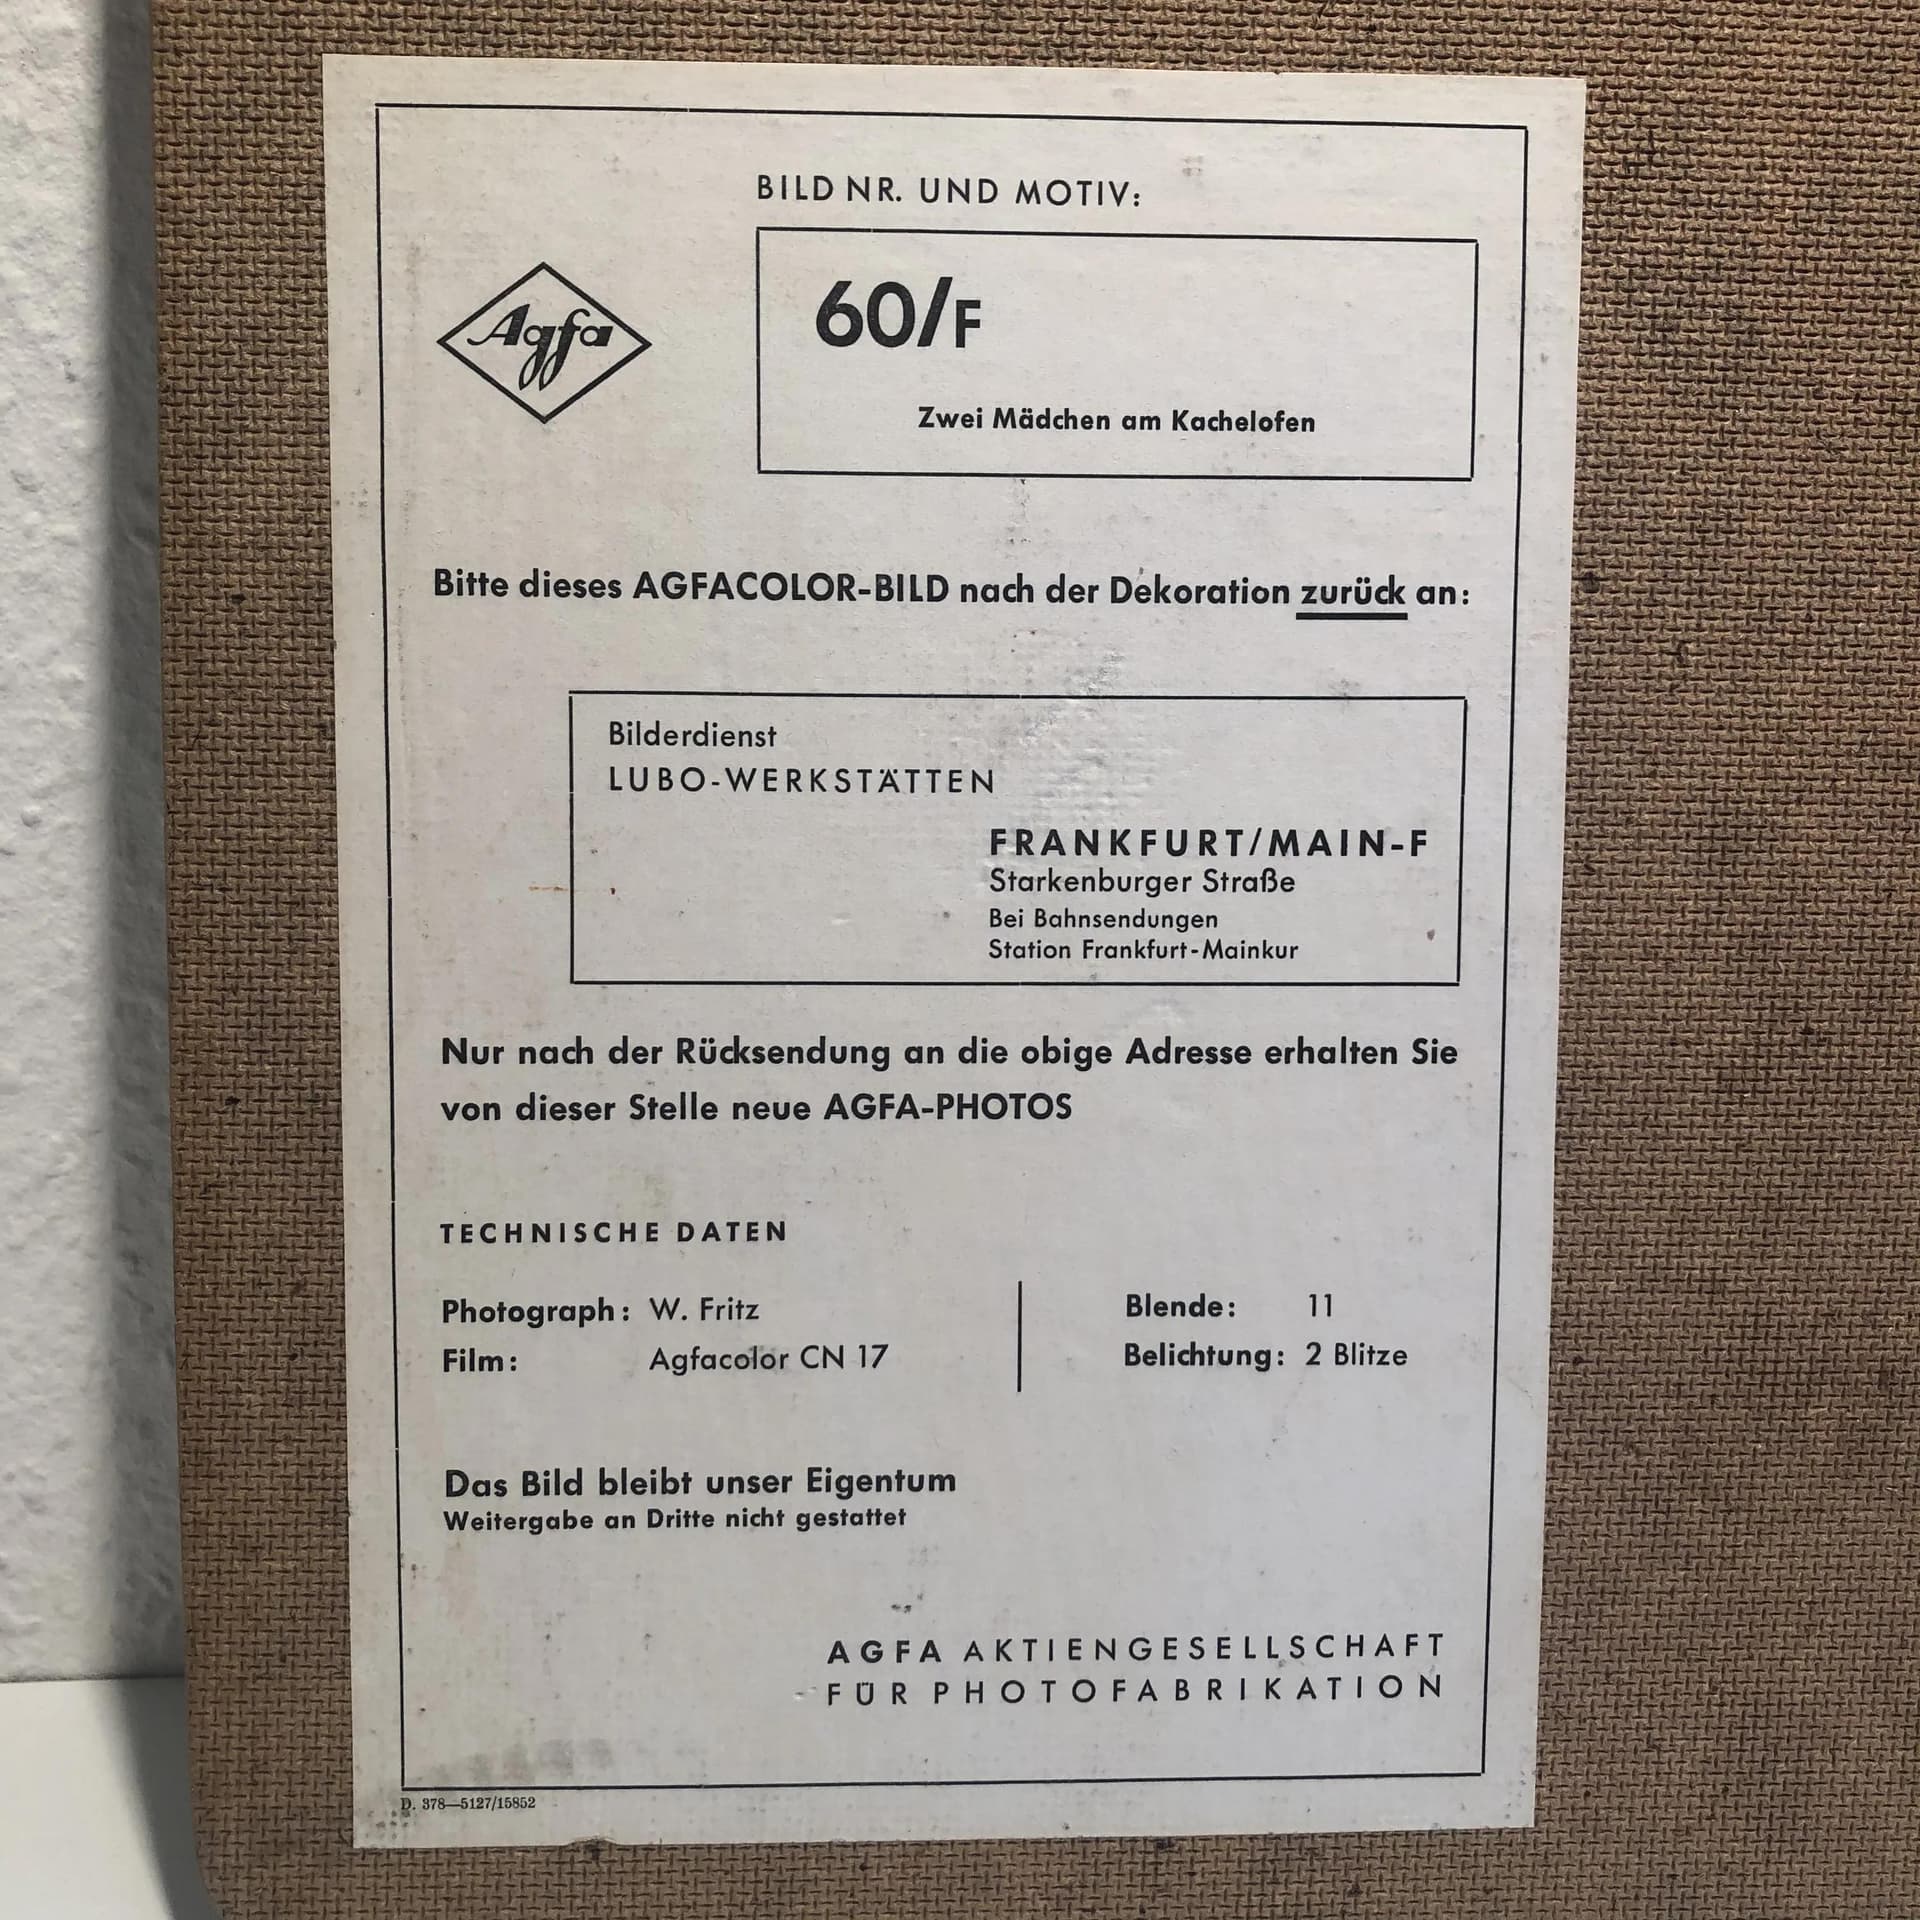 BILD NR. UND MOTIV:
Agfa
60/F
Zwei Mädchen am Kachelofen
Bitte dieses AGFACOLOR-BILD nach der Dekoration zurück an:
Bilderdienst
LUBO-WERKSTÄTTEN
FRANKFURT/MAIN-F
Starkenburger Straße
Bei Bahnsendungen
Station Frankfurt-Mainkur
Nur nach der Rücksendung an die obige Adresse erhalten Sie
von dieser Stelle neue AGFA-PHOTOS
TECHNISCHE DATEN
Photograph: W. Fritz
Film: Agfacolor CN 17
Blende: 11
Belichtung: 2 Blitze
Das Bild bleibt unser Eigentum
Weitergabe an Dritte nicht gestattet
AGFA AKTIENGESELLSCHAFT
FÜR PHOTOFABRIKATION
D. 378—5127/15852